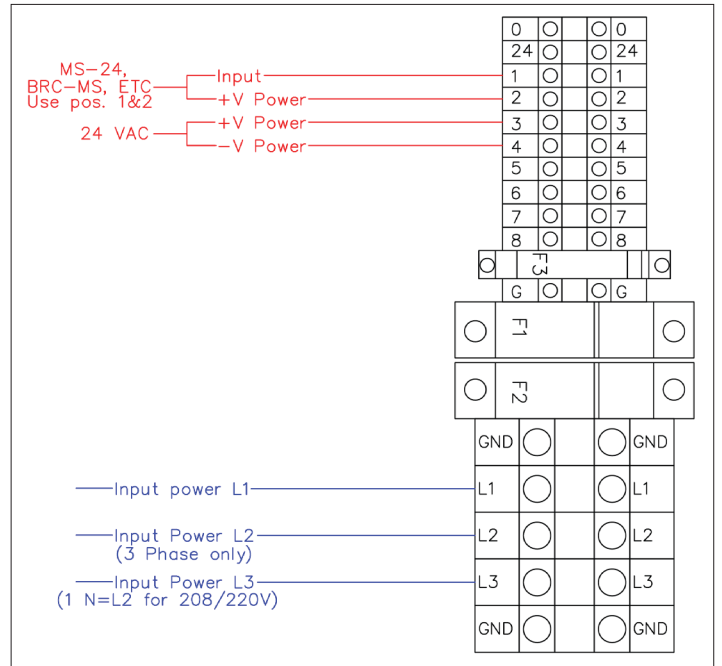 0 0
24 24
MS-24,
BRC-MS, ETC
Use pos. 1&2
Input
1 1
+V Power
2 2
24 VAC
+V Power
3 3
-V Power
4 4
5 5
6 6
7 7
8 8
F3
G G
F1
F2
GND GND
Input power L1
L1 L1
Input Power L2
(3 Phase only)
L2 L2
Input Power L3
(1 N=L2 for 208/220V)
L3 L3
GND GND